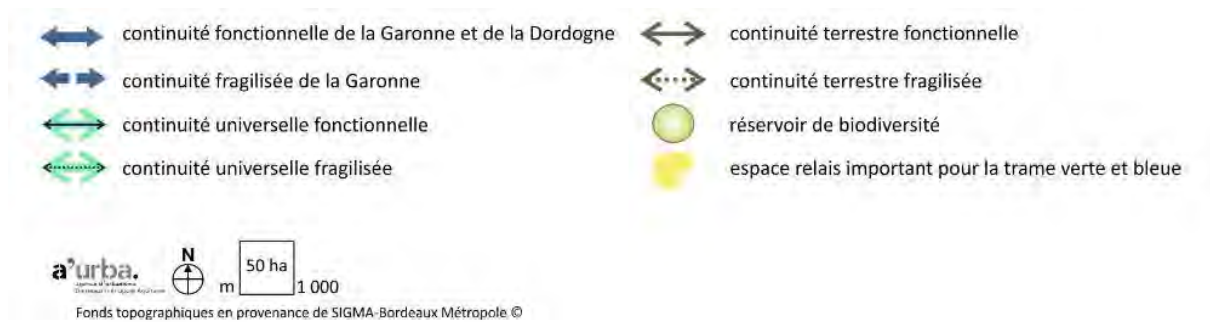 continuité fonctionnelle de la Garonne et de la Dordogne
continuité fragilisée de la Garonne
continuité universelle fonctionnelle
continuité universelle fragilisée
continuité terrestre fonctionnelle
continuité terrestre fragilisée
réservoir de biodiversité
espace relais important pour la trame verte et bleue
a'urba.
N
50 ha
m
1 000
Fonds topographiques en provenance de SIGMA-Bordeaux Métropole ©